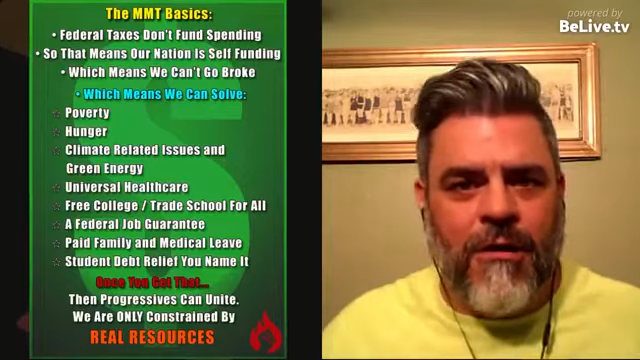 The MMT Basics:
• Federal Taxes Don't Fund Spending
• So That Means Our Nation Is Self Funding
• Which Means We Can't Go Broke
• Which Means We Can Solve:
☆ Poverty
☆ Hunger
☆ Climate Related Issues and
Green Energy
☆ Universal Healthcare
☆ Free College / Trade School For All
☆ A Federal Job Guarantee
☆ Paid Family and Medical Leave
☆ Student Debt Relief You Name It
Once You Get That...
Then Progressives Can Unite.
We Are ONLY Constrained By
REAL RESOURCES
powered by
BeLive.tv